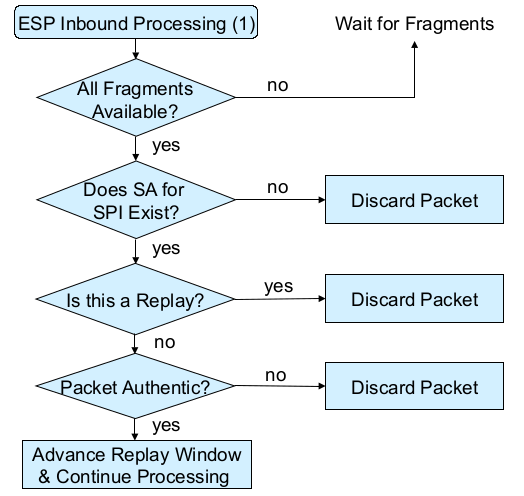 ESP Inbound Processing (1)
Wait for Fragments
All Fragments
Available?
no
yes
Does SA for
SPI Exist?
no
Discard Packet
yes
Is this a Replay?
yes
Discard Packet
no
Packet Authentic?
no
Discard Packet
yes
Advance Replay Window
& Continue Processing